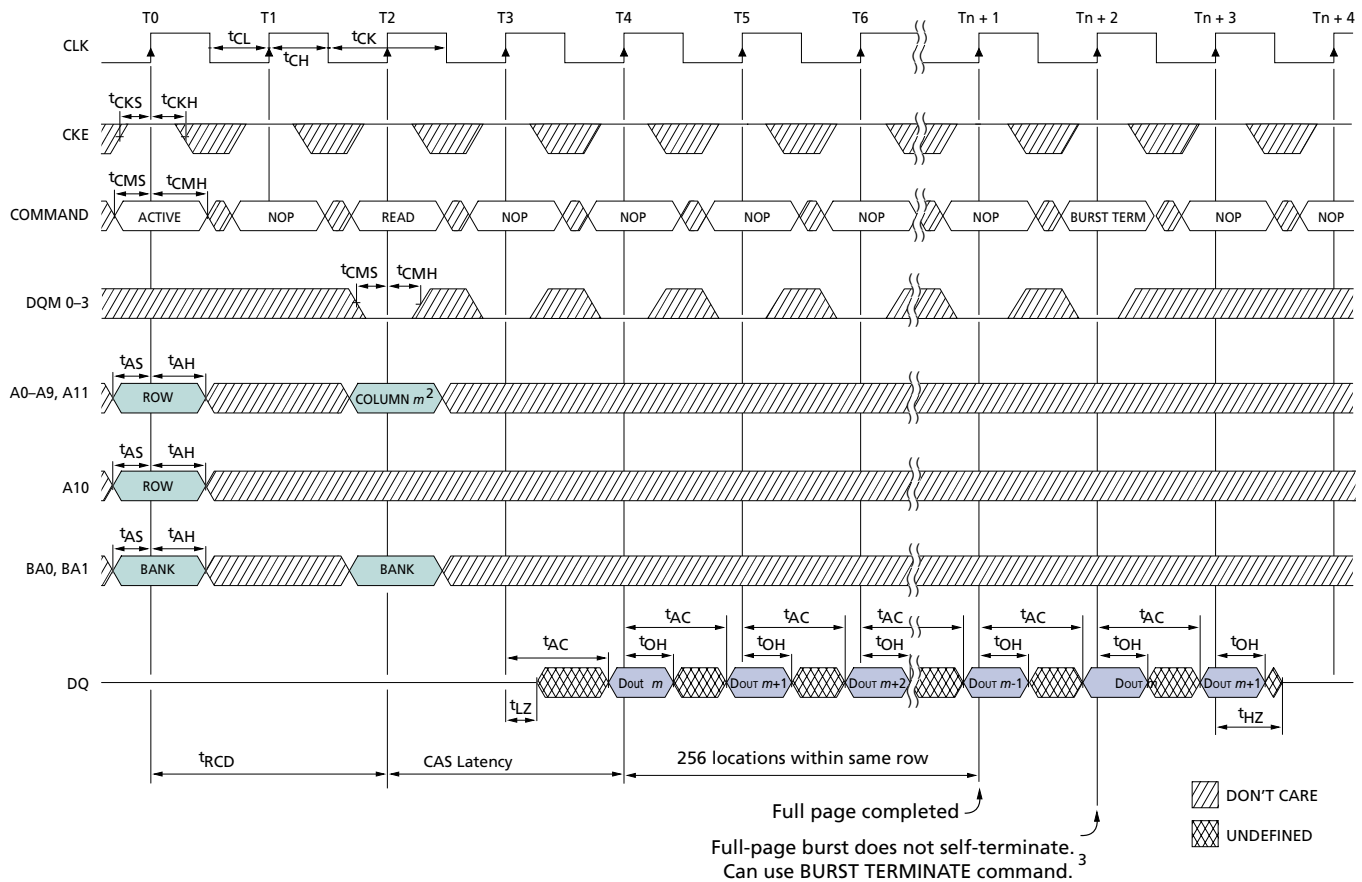 T0 T1 T2 T3 T4 T5 T6 Tn + 1 Tn + 2 Tn + 3 Tn + 4
CLK
tCL tCK
tCH
tCKS tCKH
CKE
tCMS tCMH
COMMAND ACTIVE NOP READ NOP NOP NOP NOP NOP BURST TERM NOP NOP
tCMS tCMH
DQM 0–3
tAS tAH
A0–A9, A11 ROW COLUMN m2
tAS tAH
A10 ROW
tAS tAH
BA0, BA1 BANK BANK
tAC tAC tAC tAC tAC
tAC tOH tOH tOH tOH tOH tOH
DQ DOUT m DOUT m+1 DOUT m+2 DOUT m-1 DOUT m DOUT m+1
tLZ tHZ
tRCD CAS Latency 256 locations within same row
Full page completed
DON'T CARE
UNDEFINED
Full-page burst does not self-terminate.
Can use BURST TERMINATE command. 3